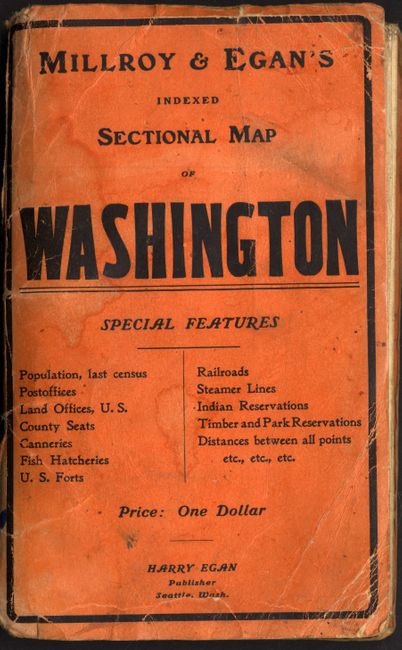 MILLROY & EGAN'S
INDEXED
SECTIONAL MAP
OF
WASHINGTON
SPECIAL FEATURES
Population, last census
Postoffices
Land Offices, U. S.
County Seats
Canneries
Fish Hatcheries
U. S. Forts
Railroads
Steamer Lines
Indian Reservations
Timber and Park Reservations
Distances between all points
etc., etc., etc.
Price: One Dollar
HARRY EGAN
Publisher
Seattle, Wash.